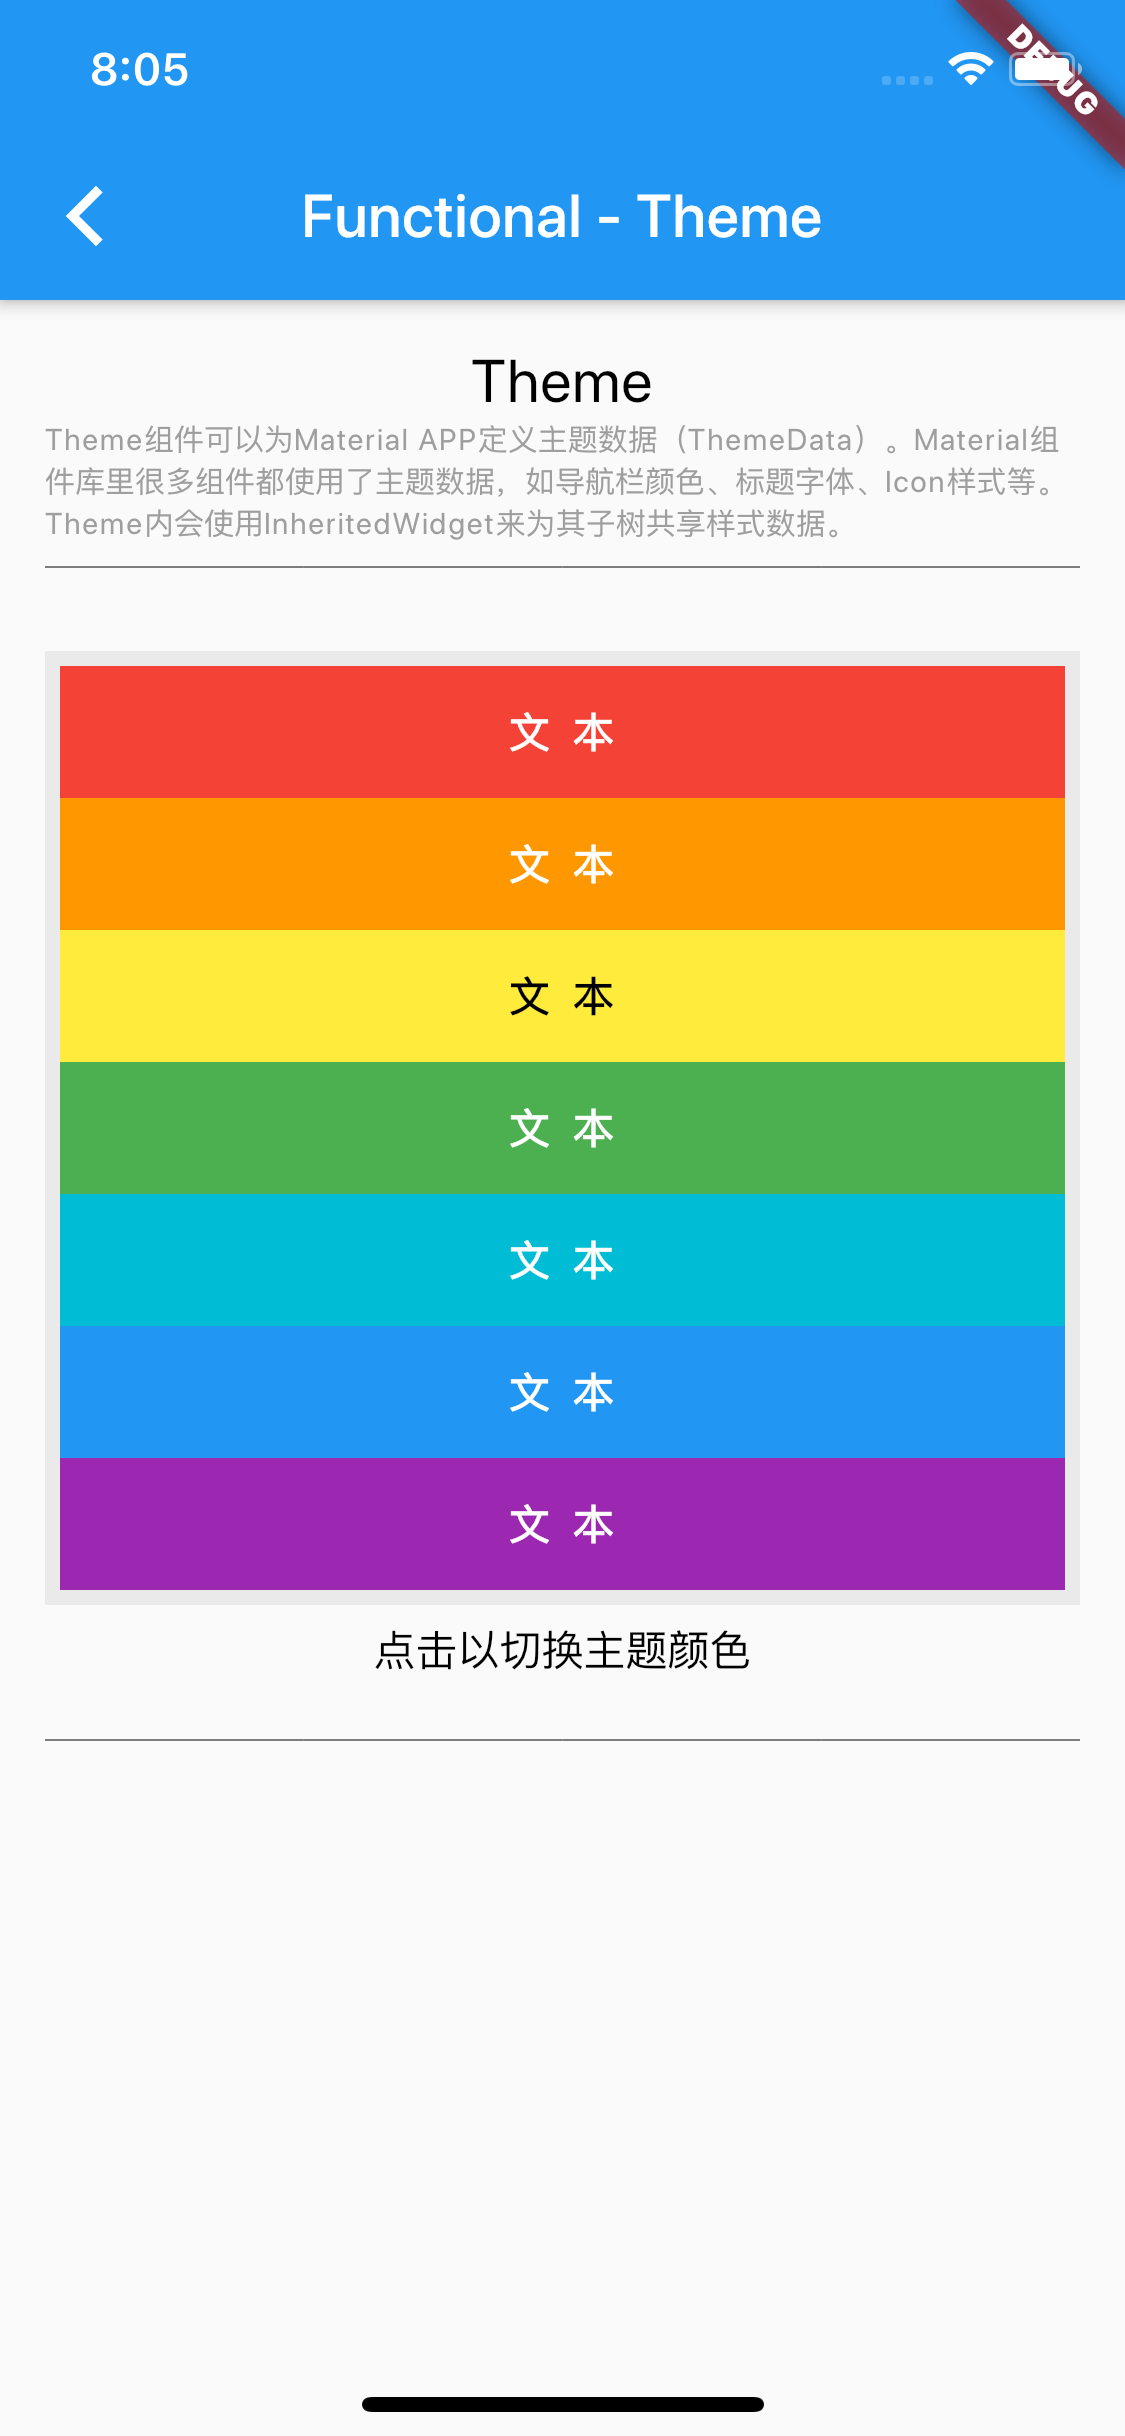 8:05
DEBUG
Functional - Theme
Theme
Theme组件可以为Material APP定义主题数据（ThemeData）。Material组
件库里很多组件都使用了主题数据，如导航栏颜色、标题字体、Icon样式等。
Theme内会使用InheritedWidget来为其子树共享样式数据。
文 本
文 本
文 本
文 本
文 本
文 本
文 本
点击以切换主题颜色